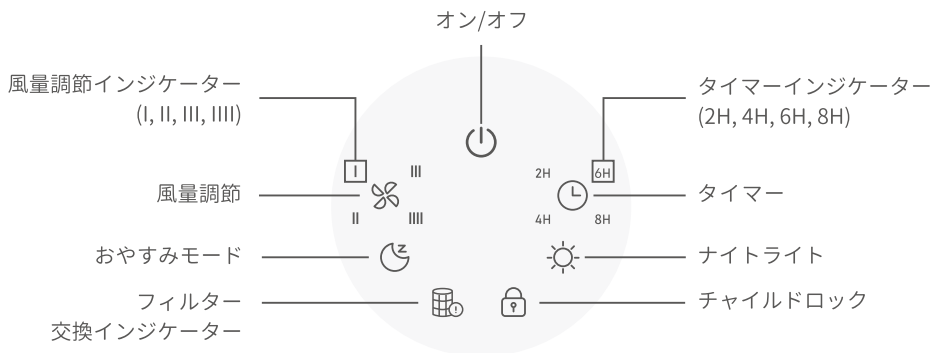 オン/オフ
風量調節インジケーター
(I, II, III, IIII)
タイマーインジケーター
(2H, 4H, 6H, 8H)
I
III
2H
6H
風量調節
タイマー
II
IIII
4H
8H
おやすみモード
z
ナイトライト
フィルター
交換インジケーター
!
チャイルドロック